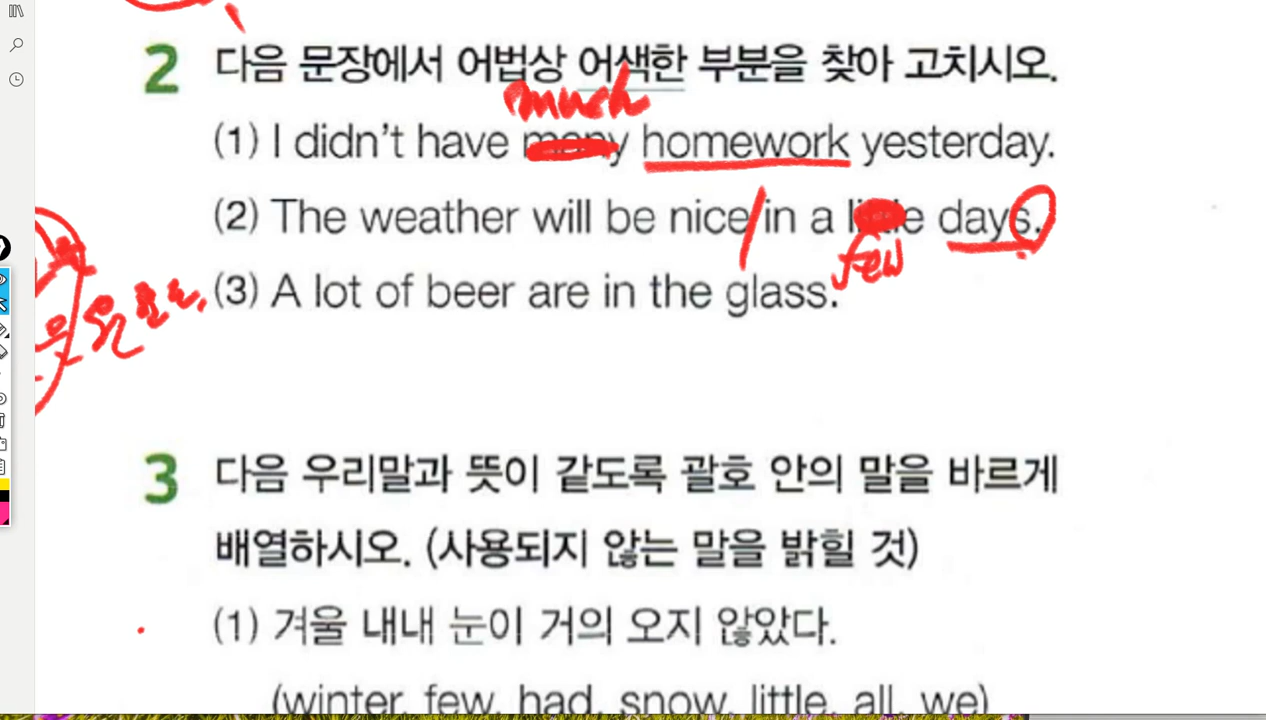 2 다음 문장에서 어법상 어색한 부분을 찾아 고치시오.
much
(1) I didn't have many homework yesterday.
(2) The weather will be nice in a little days.
few
(3) A lot of beer are in the glass.
3 다음 우리말과 뜻이 같도록 괄호 안의 말을 바르게
배열하시오. (사용되지 않는 말을 밝힐 것)
(1) 겨울 내내 눈이 거의 오지 않았다.
(winter, few, had, snow, little, all, we)